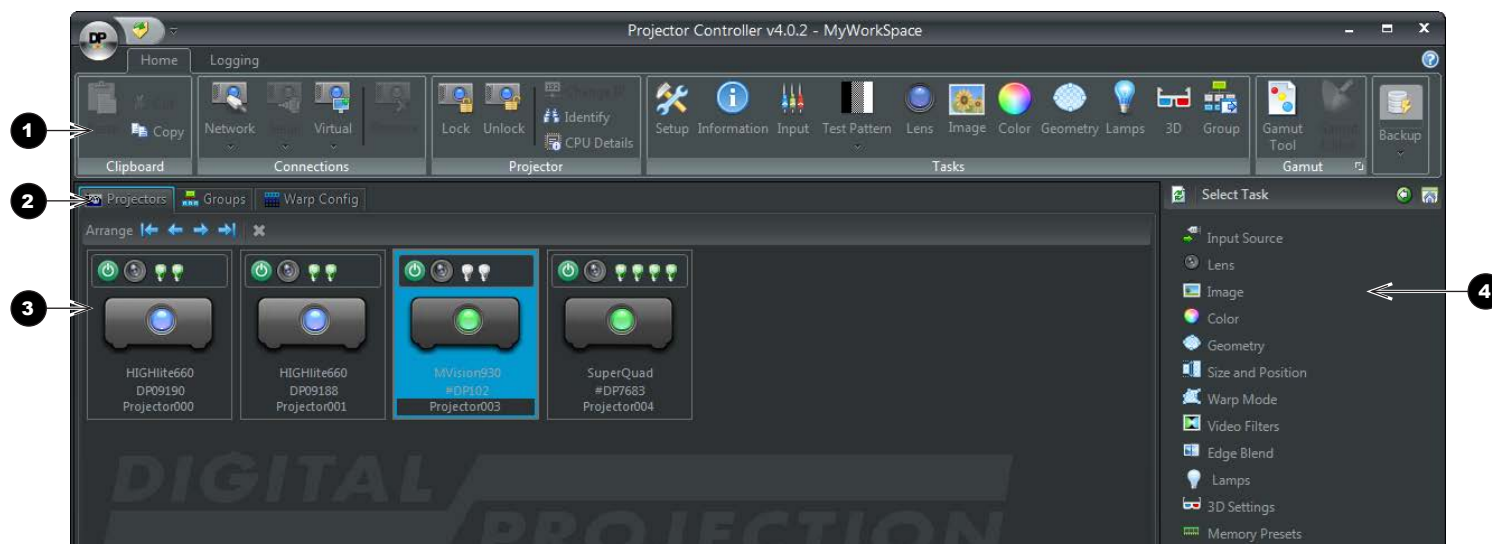 DP
Projector Controller v4.0.2 - MyWorkSpace
Home Logging
1
Copy
Network Virtual
Lock Unlock
Identify
CPU Details
Setup Information Input Test Pattern Lens Image Color Geometry Lamps 3D Group
Gamut Tool
Backup
Clipboard Connections Projector Tasks Gamut
2
Projectors Groups Warp Config
Select Task
Arrange
3
HIGHlite660 HIGHlite660 MVision930 SuperQuad
DP09190 DP09188 #DP102 #DP7683
Projector000 Projector001 Projector003 Projector004
4
Input Source
Lens
Image
Color
Geometry
Size and Position
Warp Mode
Video Filters
Edge Blend
Lamps
3D Settings
Memory Presets
DIGITAL
PROJECTION